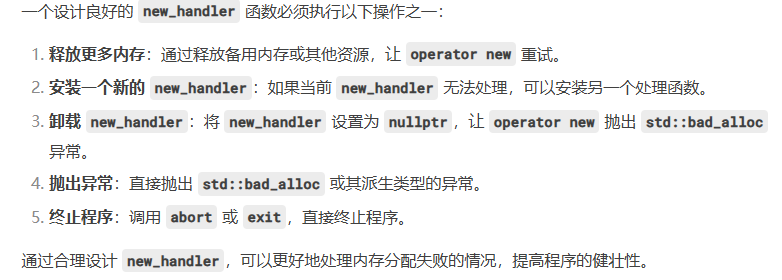 一个设计良好的 new_handler 函数必须执行以下操作之一：
1. 释放更多内存：通过释放备用内存或其他资源，让 operator new 重试。
2. 安装一个新的 new_handler：如果当前 new_handler 无法处理，可以安装另一个处理函数。
3. 卸载 new_handler：将 new_handler 设置为 nullptr，让 operator new 抛出 std::bad_alloc
异常。
4. 抛出异常：直接抛出 std::bad_alloc 或其派生类型的异常。
5. 终止程序：调用 abort 或 exit，直接终止程序。
通过合理设计 new_handler，可以更好地处理内存分配失败的情况，提高程序的健壮性。